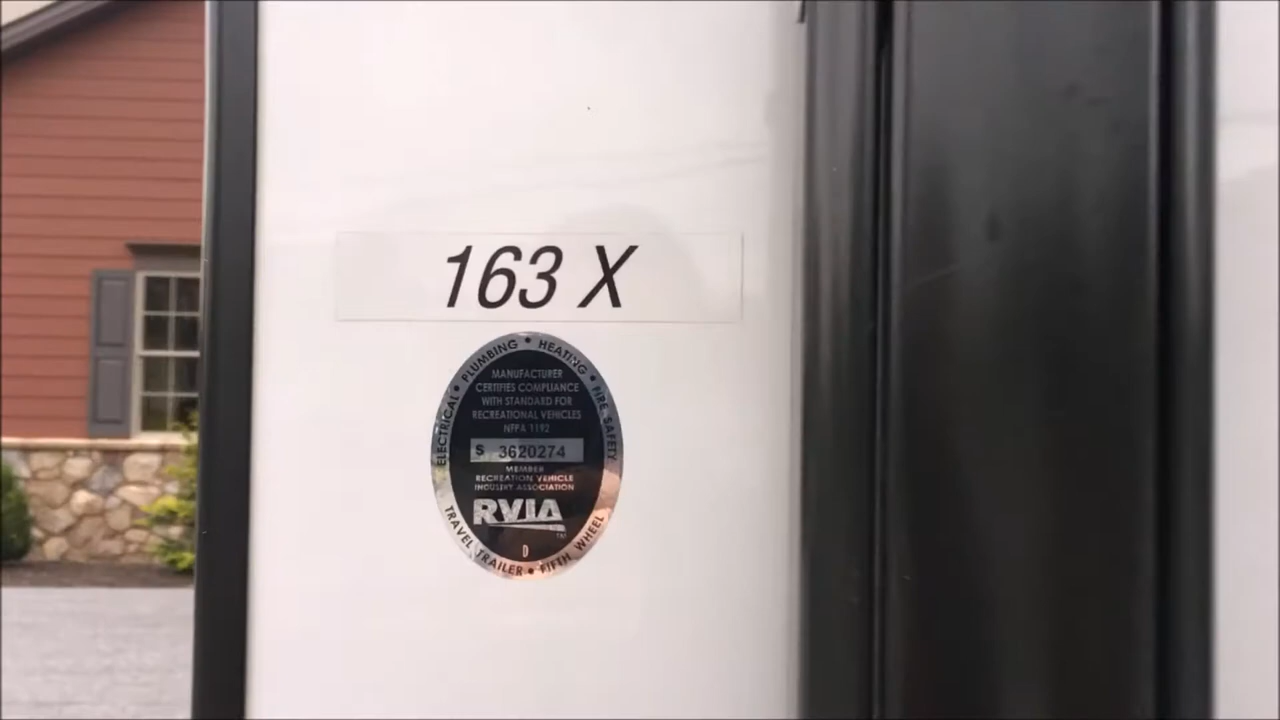 163 X
ELECTRICAL • PLUMBING • HEATING • FIRE SAFETY
MANUFACTURER
CERTIFIES COMPLIANCE
WITH STANDARD FOR
RECREATIONAL VEHICLES
NFPA 1192
S 3620274
MEMBER
RECREATION VEHICLE
INDUSTRY ASSOCIATION
RVIA
TM
D
TRAVEL TRAILER • FIFTH WHEEL